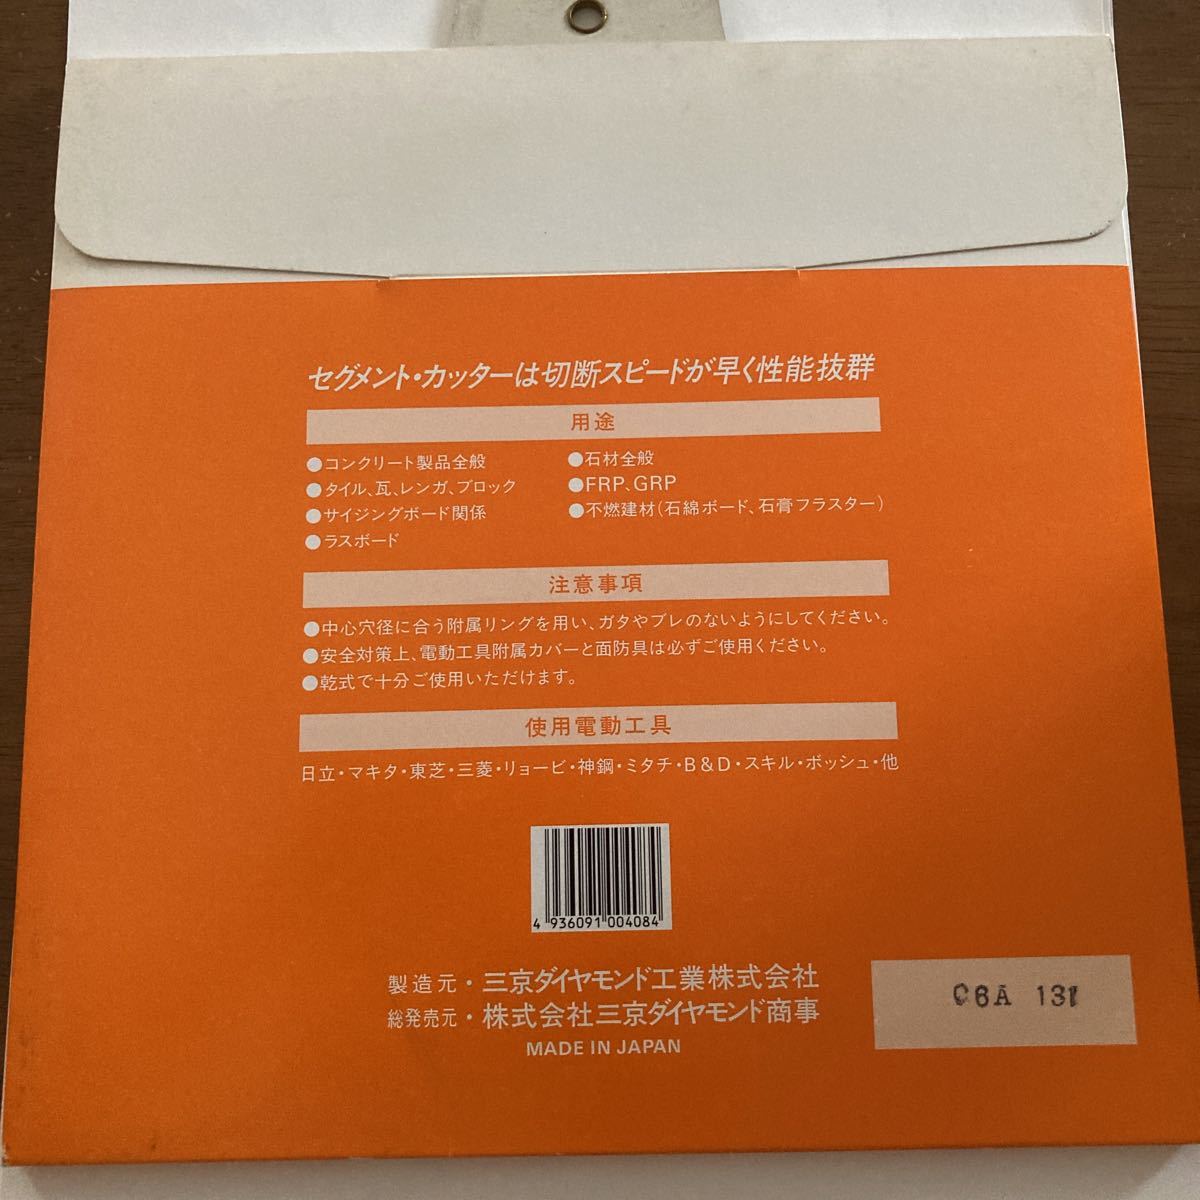 セグメント・カッターは切断スピードが早く性能抜群
用途
●コンクリート製品全般
●タイル、瓦、レンガ、ブロック
●サイジングボード関係
●ラスボード
●石材全般
●FRP、GRP
●不燃建材(石綿ボード、石膏フラスター)
注意事項
●中心穴径に合う附属リングを用い、ガタやブレのないようにしてください。
●安全対策上、電動工具附属カバーと面防具は必ずご使用ください。
●乾式で十分ご使用いただけます。
使用電動工具
日立・マキタ・東芝・三菱・リョービ・神鋼・ミタチ・B&D・スキル・ボッシュ・他
4 936091 004084
製造元・三京ダイヤモンド工業株式会社
総発売元・株式会社三京ダイヤモンド商事
MADE IN JAPAN